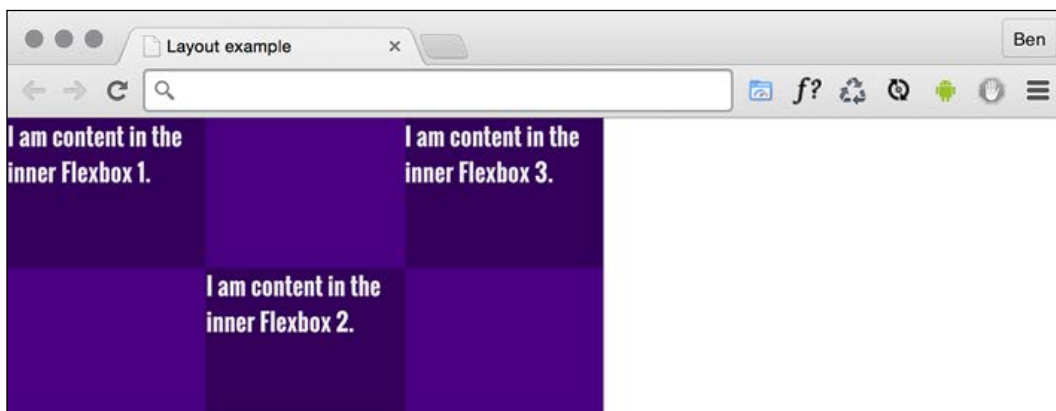 Layout example
Ben
f?
I am content in the
inner Flexbox 1.
I am content in the
inner Flexbox 3.
I am content in the
inner Flexbox 2.